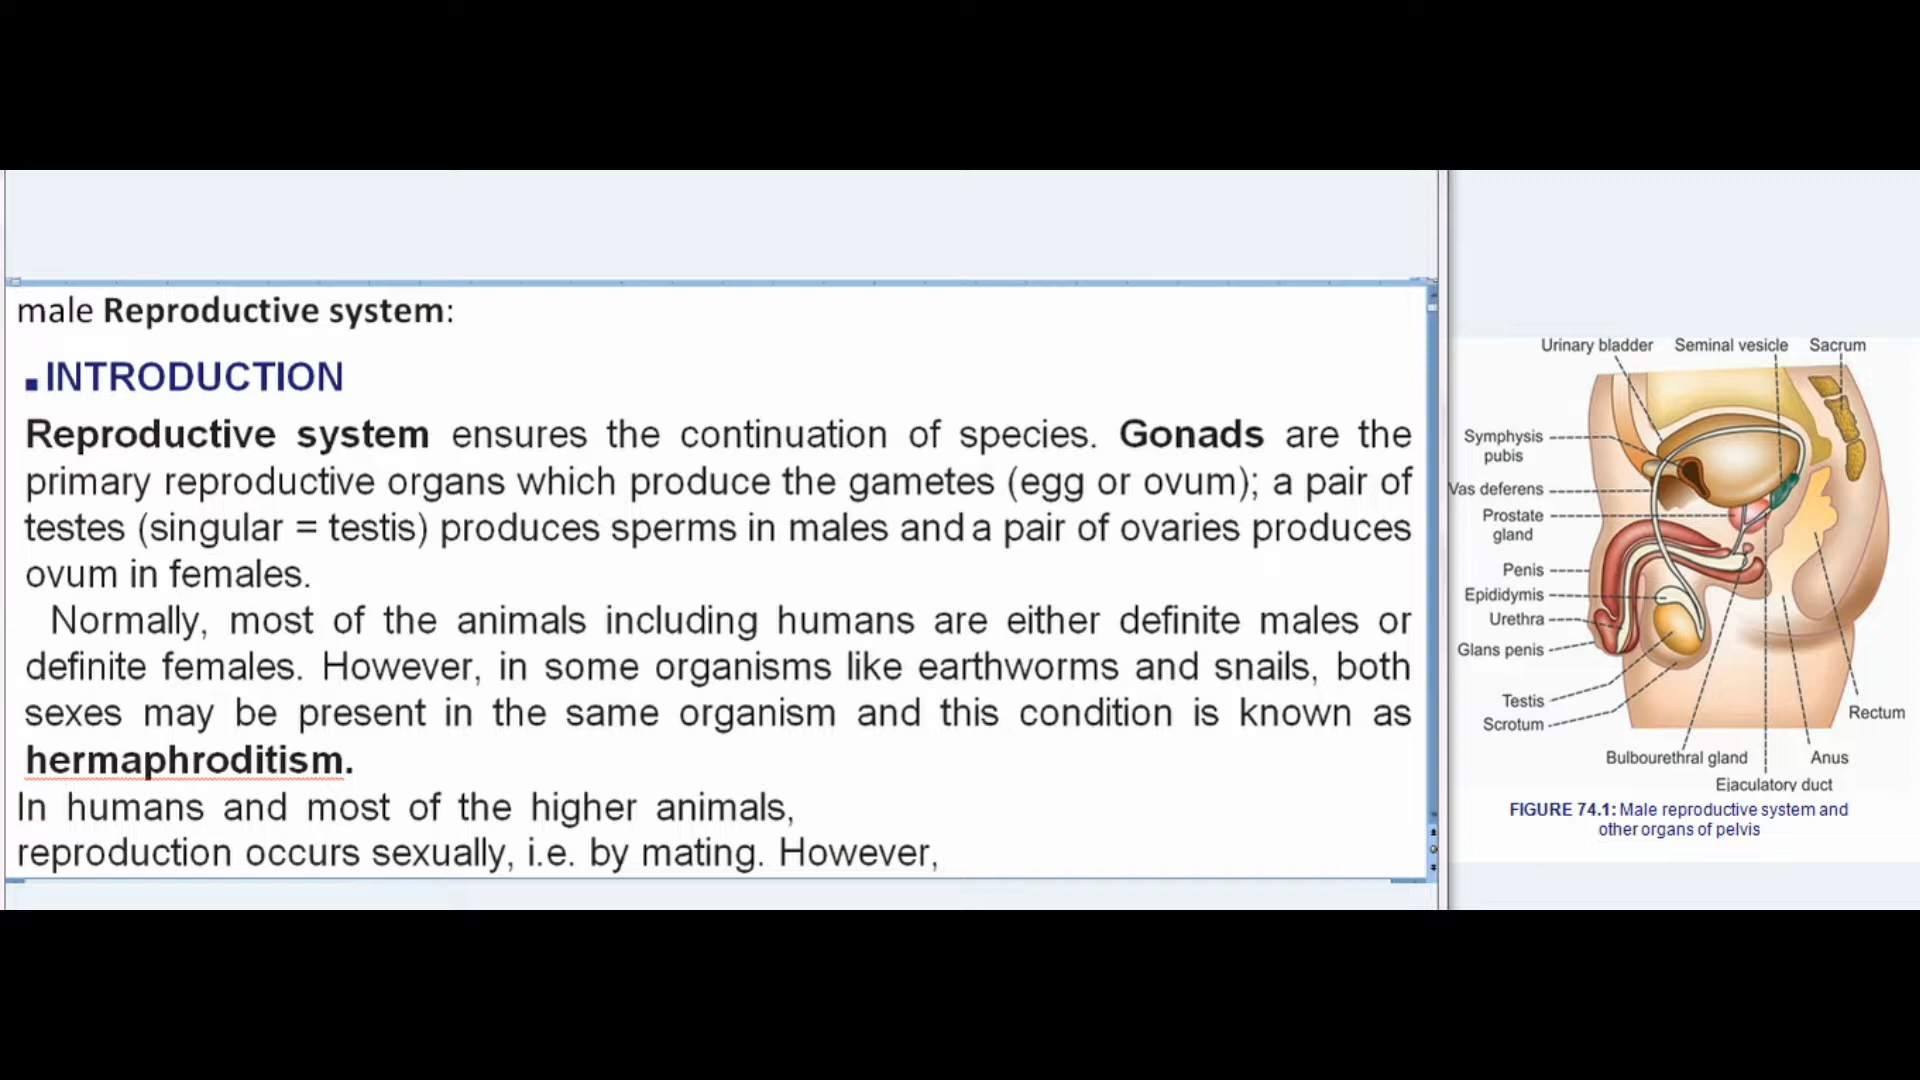 male Reproductive system:
■ INTRODUCTION
Reproductive system ensures the continuation of species. Gonads are the
primary reproductive organs which produce the gametes (egg or ovum); a pair of
testes (singular = testis) produces sperms in males and a pair of ovaries produces
ovum in females.
Normally, most of the animals including humans are either definite males or
definite females. However, in some organisms like earthworms and snails, both
sexes may be present in the same organism and this condition is known as
hermaphroditism.
In humans and most of the higher animals,
reproduction occurs sexually, i.e. by mating. However,
Urinary bladder Seminal vesicle Sacrum
Symphysis
pubis
Vas deferens
Prostate
gland
Penis
Epididymis
Urethra
Glans penis
Testis
Scrotum
Rectum
Bulbourethral gland Anus
Ejaculatory duct
FIGURE 74.1: Male reproductive system and
other organs of pelvis